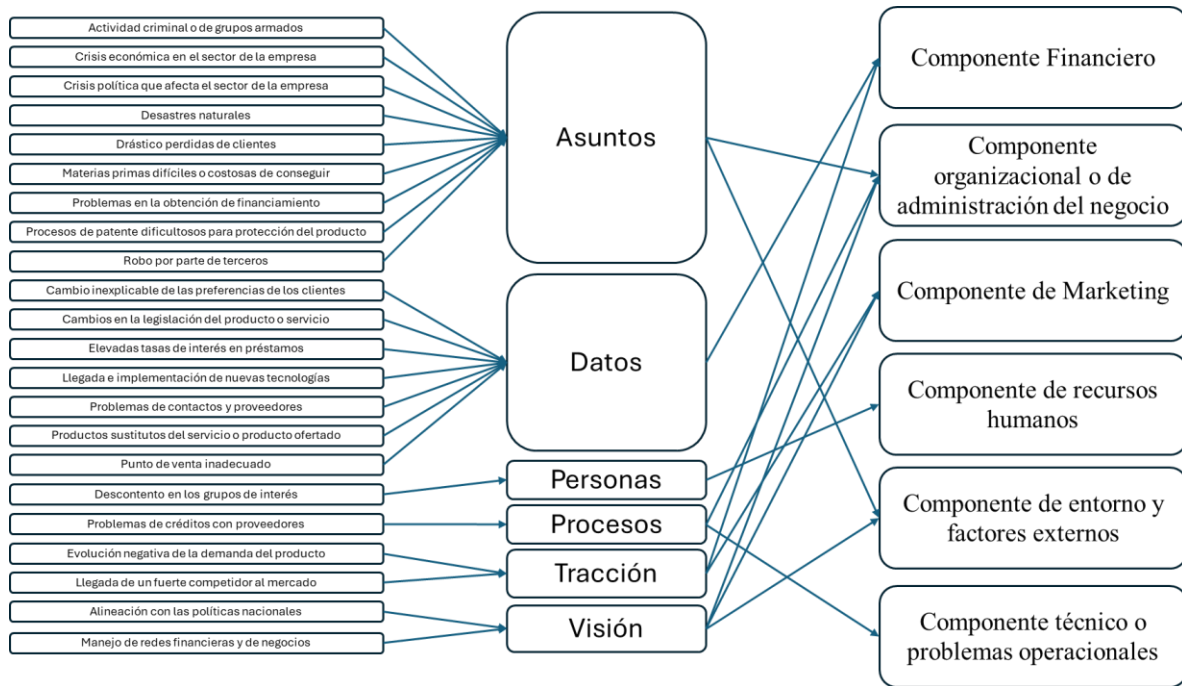 Actividad criminal o de grupos armados
Crisis económica en el sector de la empresa
Crisis política que afecta el sector de la empresa
Desastres naturales
Drástico perdidas de clientes
Materias primas difíciles o costosas de conseguir
Problemas en la obtención de financiamiento
Procesos de patente dificultosos para protección del producto
Robo por parte de terceros
Cambio inexplicable de las preferencias de los clientes
Cambios en la legislación del producto o servicio
Elevadas tasas de interés en préstamos
Llegada e implementación de nuevas tecnologías
Problemas de contactos y proveedores
Productos sustitutos del servicio o producto ofertado
Punto de venta inadecuado
Descontento en los grupos de interés
Problemas de créditos con proveedores
Evolución negativa de la demanda del producto
Llegada de un fuerte competidor al mercado
Alineación con las políticas nacionales
Manejo de redes financieras y de negocios
Asuntos
Datos
Personas
Procesos
Tracción
Visión
Componente Financiero
Componente
organizacional o de
administración del negocio
Componente de Marketing
Componente de recursos
humanos
Componente de entorno y
factores externos
Componente técnico o
problemas operacionales